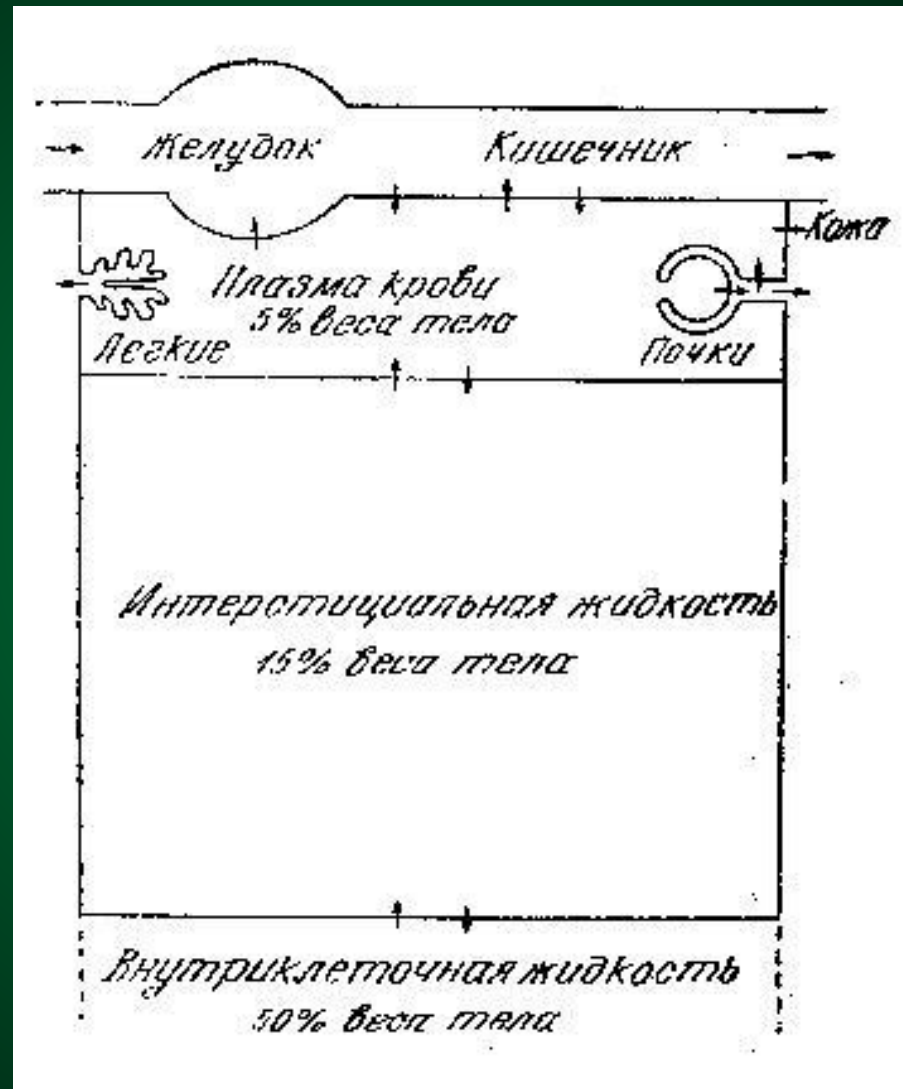 Желудок Кишечник
Кожа
Плазма крови
5% веса тела
Легкие Почки
Интерстициальная жидкость
15% веса тела
Внутриклеточная жидкость
50% веса тела